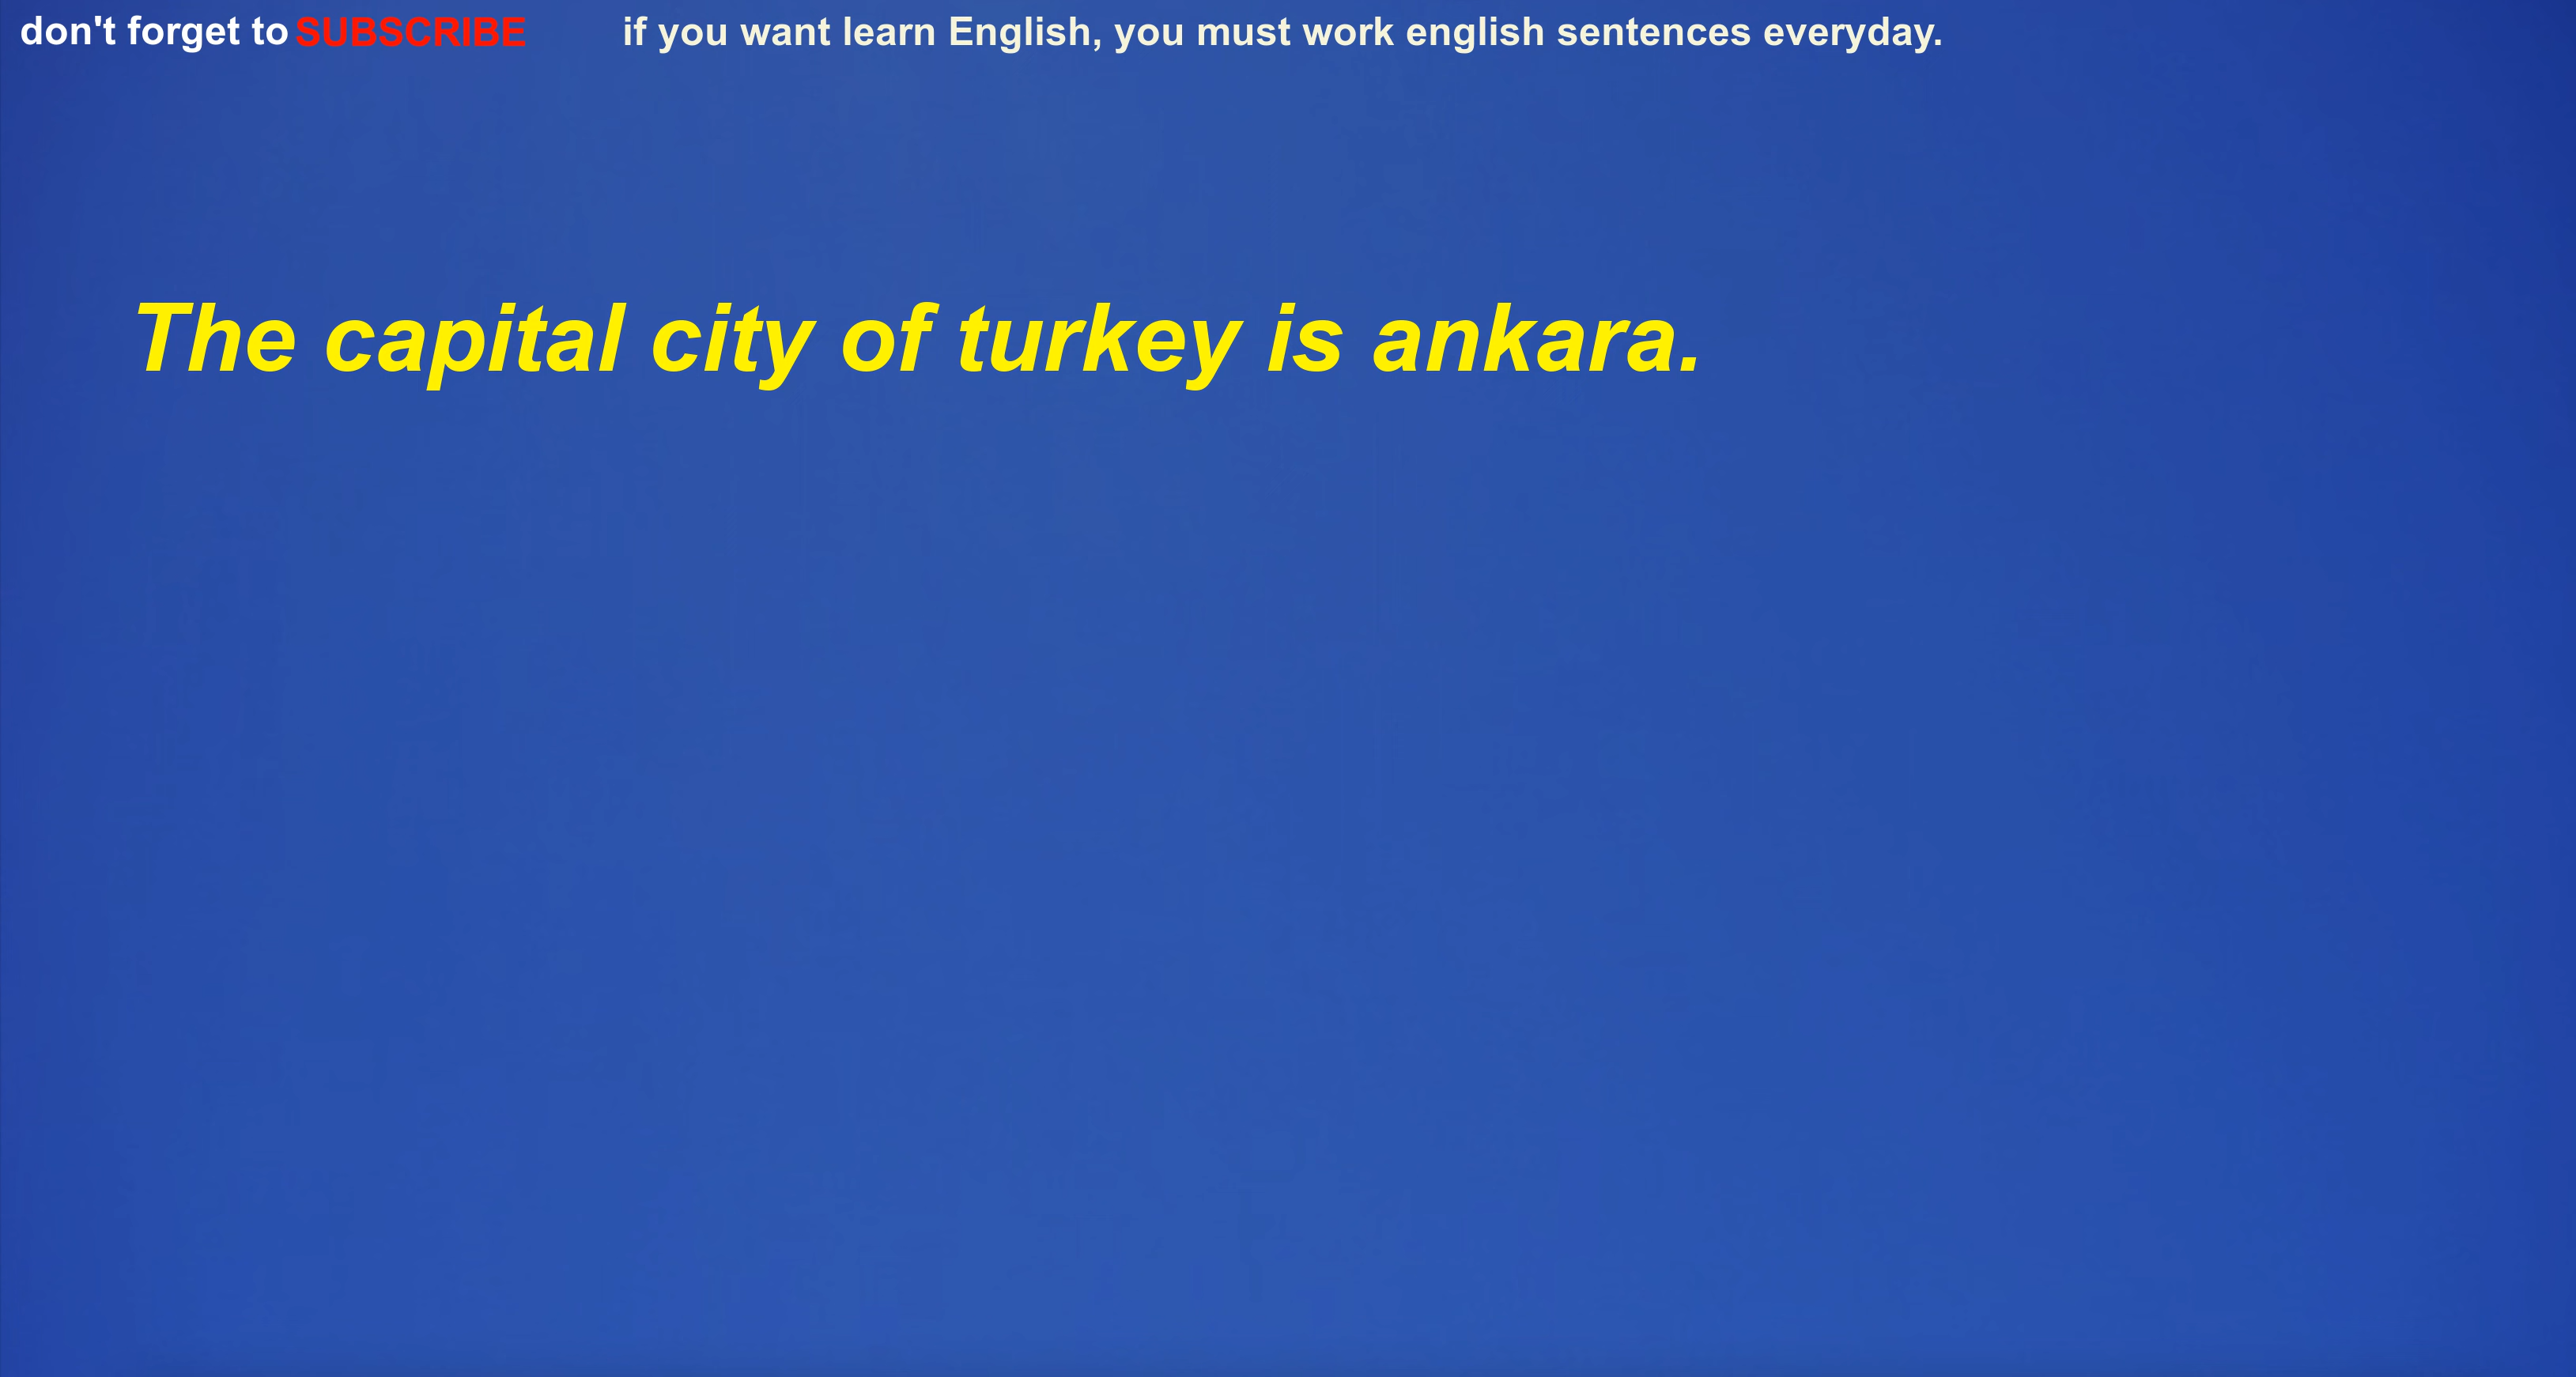 don't forget to SUBSCRIBE if you want learn English, you must work english sentences everyday.
The capital city of turkey is ankara.